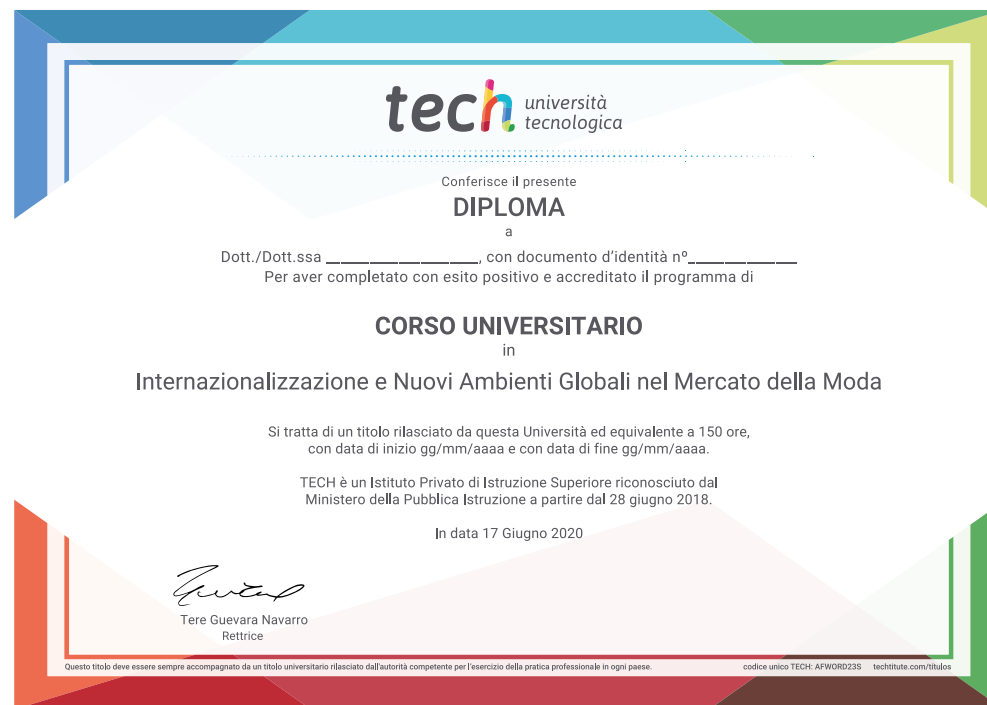 tech università
tecnologica
Conferisce il presente
DIPLOMA
a
Dott./Dott.ssa ____________________, con documento d'identità nº______________
Per aver completato con esito positivo e accreditato il programma di
CORSO UNIVERSITARIO
in
Internazionalizzazione e Nuovi Ambienti Globali nel Mercato della Moda
Si tratta di un titolo rilasciato da questa Università ed equivalente a 150 ore,
con data di inizio gg/mm/aaaa e con data di fine gg/mm/aaaa.
TECH è un Istituto Privato di Istruzione Superiore riconosciuto dal
Ministero della Pubblica Istruzione a partire dal 28 giugno 2018.
In data 17 Giugno 2020
Tere Guevara Navarro
Rettrice
Questo titolo deve essere sempre accompagnato da un titolo universitario rilasciato dall'autorità competente per l'esercizio della pratica professionale in ogni paese. codice unico TECH: AFWORD23S techtitute.com/titulos